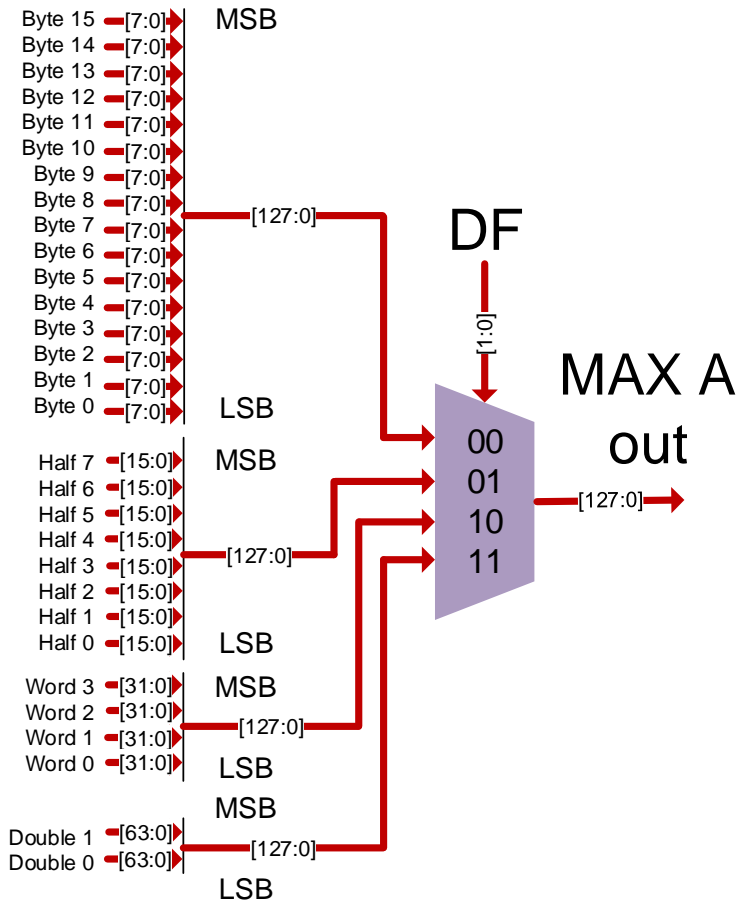 Byte 15 [7:0] MSB
Byte 14 [7:0]
Byte 13 [7:0]
Byte 12 [7:0]
Byte 11 [7:0]
Byte 10 [7:0]
Byte 9 [7:0]
Byte 8 [7:0]
Byte 7 [7:0]
Byte 6 [7:0]
Byte 5 [7:0]
Byte 4 [7:0]
Byte 3 [7:0]
Byte 2 [7:0]
Byte 1 [7:0]
Byte 0 [7:0] LSB
[127:0]
Half 7 [15:0] MSB
Half 6 [15:0]
Half 5 [15:0]
Half 4 [15:0]
Half 3 [15:0]
Half 2 [15:0]
Half 1 [15:0]
Half 0 [15:0] LSB
[127:0]
Word 3 [31:0] MSB
Word 2 [31:0]
Word 1 [31:0]
Word 0 [31:0] LSB
[127:0]
MSB
Double 1 [63:0]
Double 0 [63:0]
LSB
[127:0]
DF
[1:0]
00
01
10
11
MAX A
out
[127:0]